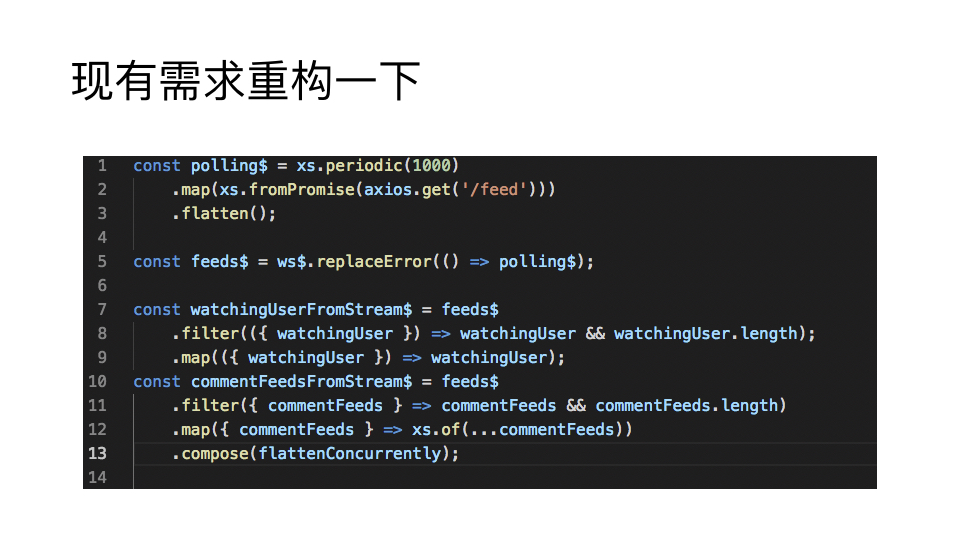 现有需求重构一下
1 const polling$ = xs.periodic(1000)
2     .map(xs.fromPromise(axios.get('/feed')))
3     .flatten();
4
5 const feeds$ = ws$.replaceError(() => polling$);
6
7 const watchingUserFromStream$ = feeds$
8     .filter(({ watchingUser }) => watchingUser && watchingUser.length);
9     .map(({ watchingUser }) => watchingUser);
10 const commentFeedsFromStream$ = feeds$
11     .filter({ commentFeeds } => commentFeeds && commentFeeds.length)
12     .map({ commentFeeds } => xs.of(...commentFeeds))
13     .compose(flattenConcurrently);
14